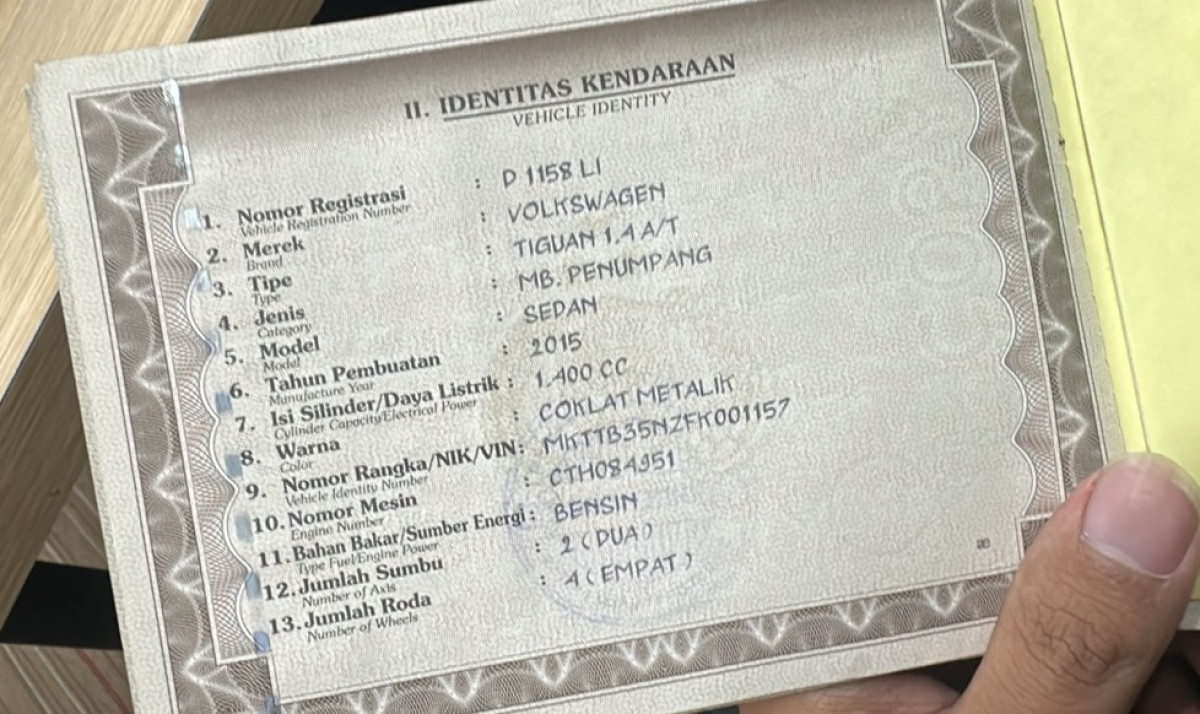 II. IDENTITAS KENDARAAN
VEHICLE IDENTITY
1. Nomor Registrasi : D 1158 LI
Vehicle Registration Number
2. Merek : VOLKSWAGEN
Brand
3. Tipe : TIGUAN 1.4 A/T
Type
4. Jenis : MB. PENUMPANG
Category
5. Model : SEDAN
Model
6. Tahun Pembuatan : 2015
Manufacture Year
7. Isi Silinder/Daya Listrik : 1.400 CC
Cylinder Capacity/Electrical Power
8. Warna : COKLAT METALIK
Color
9. Nomor Rangka/NIK/VIN : MKTTB35NZFK001157
Vehicle Identity Number
10. Nomor Mesin : CTH084951
Engine Number
11. Bahan Bakar/Sumber Energi : BENSIN
Type Fuel/Engine Power
12. Jumlah Sumbu : 2 (DUA)
Number of Axis
13. Jumlah Roda : 4 (EMPAT)
Number of Wheels